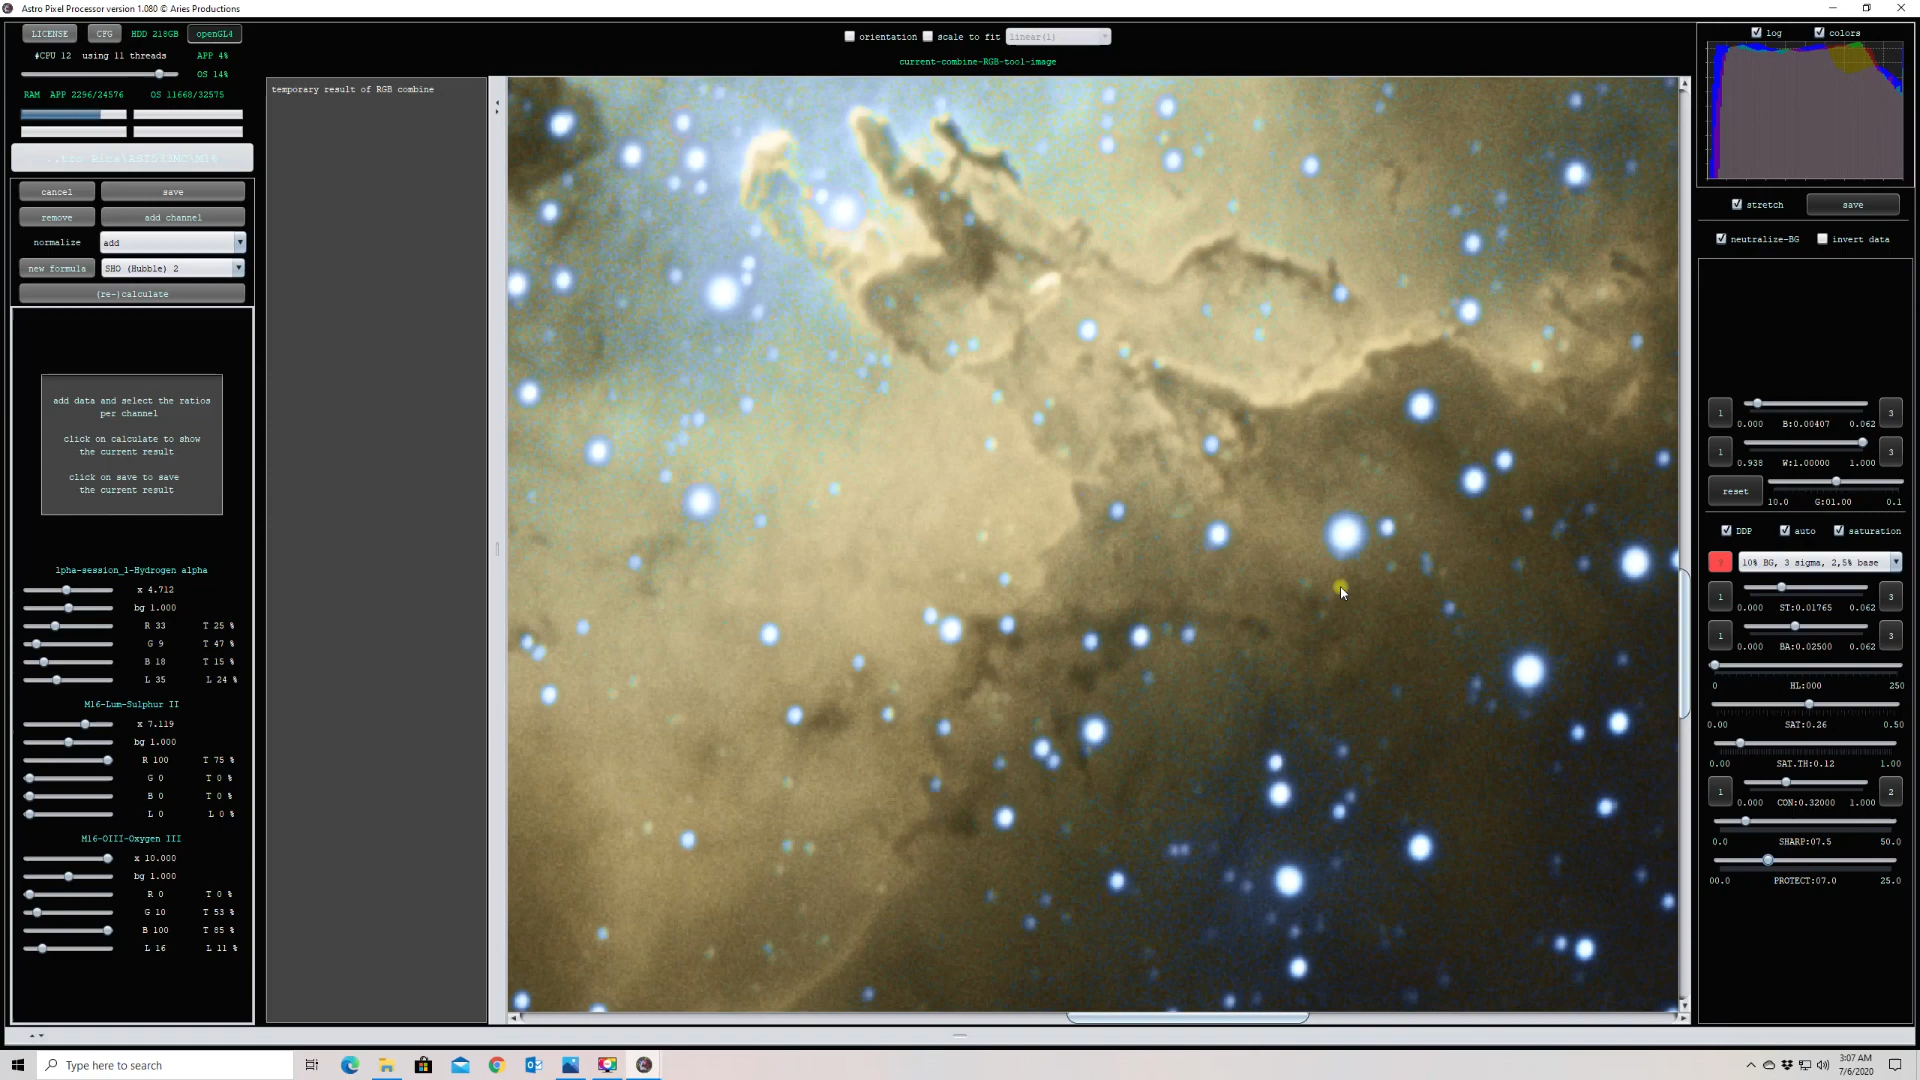 Astro Pixel Processor version 1.080 © Aries Productions
LICENSE CFG HDD 218GB openGL4
#CPU 12 using 11 threads APP 4%
OS 14%
RAM APP 2296/24576 OS 11668/32575
cancel save
remove add channel
normalize add
new formula SHO (Hubble) 2
(re-)calculate
add data and select the ratios
per channel
click on calculate to show
the current result
click on save to save
the current result
lpha-session_1-Hydrogen alpha
x 4.712
bg 1.000
R 33 T 25 %
G 9 T 47 %
B 18 T 15 %
L 35 L 24 %
M16-Lum-Sulphur II
x 7.119
bg 1.000
R 100 T 75 %
G 0 T 0 %
B 0 T 0 %
L 0 L 0 %
M16-OIII-Oxygen III
x 10.000
bg 1.000
R 0 T 0 %
G 10 T 53 %
B 100 T 85 %
L 16 L 11 %
temporary result of RGB combine
orientation scale to fit linear(1)
current-combine-RGB-tool-image
log colors
stretch save
neutralize-BG invert data
1 3
0.000 B:0.00407 0.062
1 3
0.938 W:1.00000 1.000
reset
10.0 G:01.00 0.1
DDP auto saturation
? 10% BG, 3 sigma, 2,5% base
1 3
0.000 ST:0.01765 0.062
1 3
0.000 BA:0.02500 0.062
0 HL:000 250
0.00 SAT:0.26 0.50
0.00 SAT.TH:0.12 1.00
1 2
0.000 CON:0.32000 1.000
0.0 SHARP:07.5 50.0
00.0 PROTECT:07.0 25.0
Type here to search
3:07 AM
7/6/2020